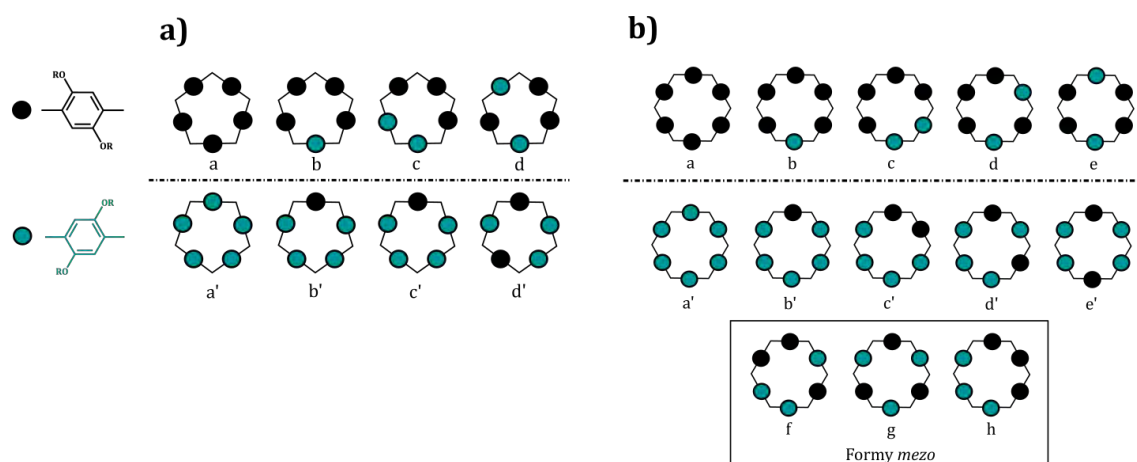 a)
b)
RO
OR
a b c d
a b c d e
OR
RO
a' b' c' d'
a' b' c' d' e'
f g h
Formy mezo